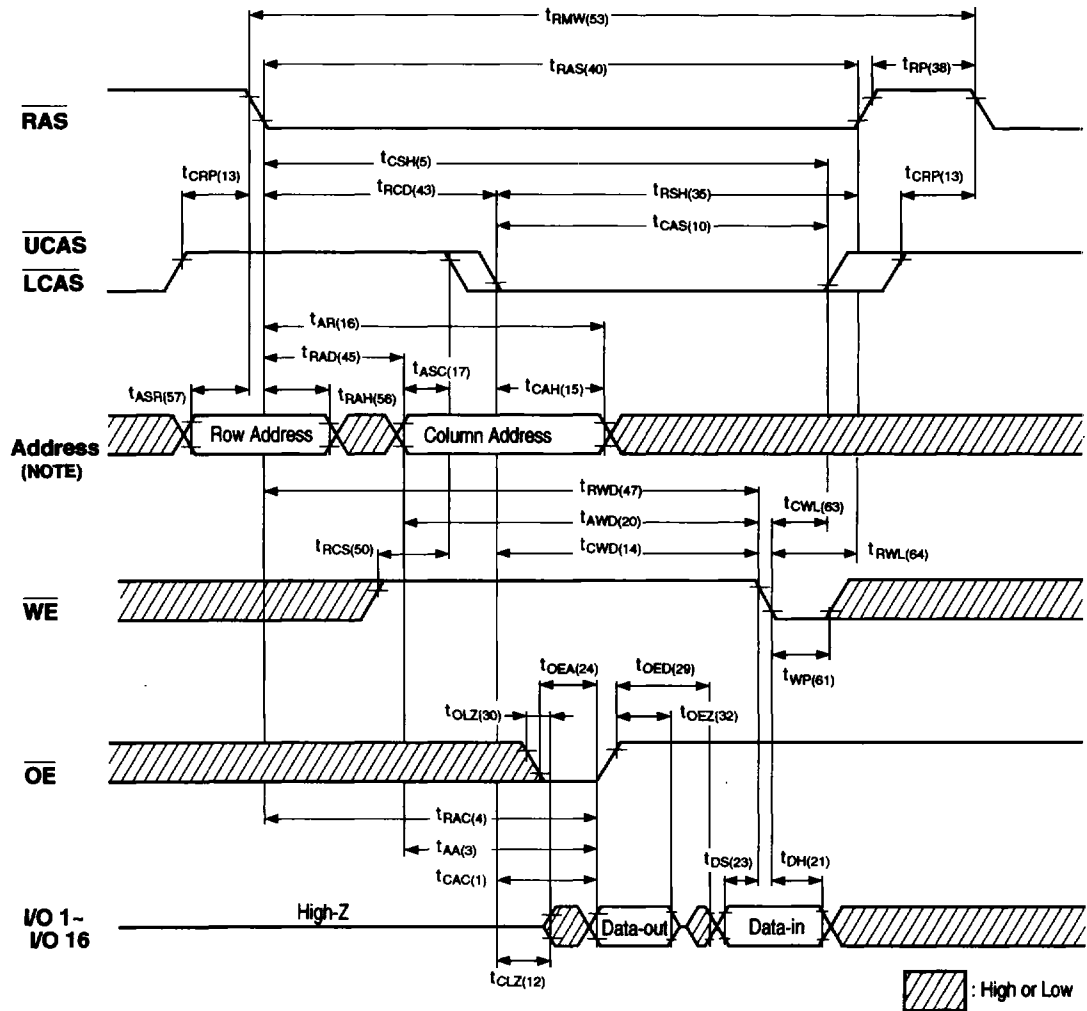 tRMW(53)
tRAS(40)
tRP(38)
RAS
tCSH(5)
tCRP(13)
tRCD(43)
tRSH(35)
tCRP(13)
tCAS(10)
UCAS
LCAS
tAR(16)
tRAD(45)
tASC(17)
tASR(57)
tRAH(56)
tCAH(15)
Row Address
Column Address
Address
(NOTE)
tRWD(47)
tCWL(63)
tAWD(20)
tRCS(50)
tCWD(14)
tRWL(64)
WE
tOEA(24)
tOED(29)
tWP(61)
tOLZ(30)
tOEZ(32)
OE
tRAC(4)
tAA(3)
tDS(23)
tDH(21)
tCAC(1)
I/O 1~
I/O 16
High-Z
Data-out
Data-in
tCLZ(12)
: High or Low